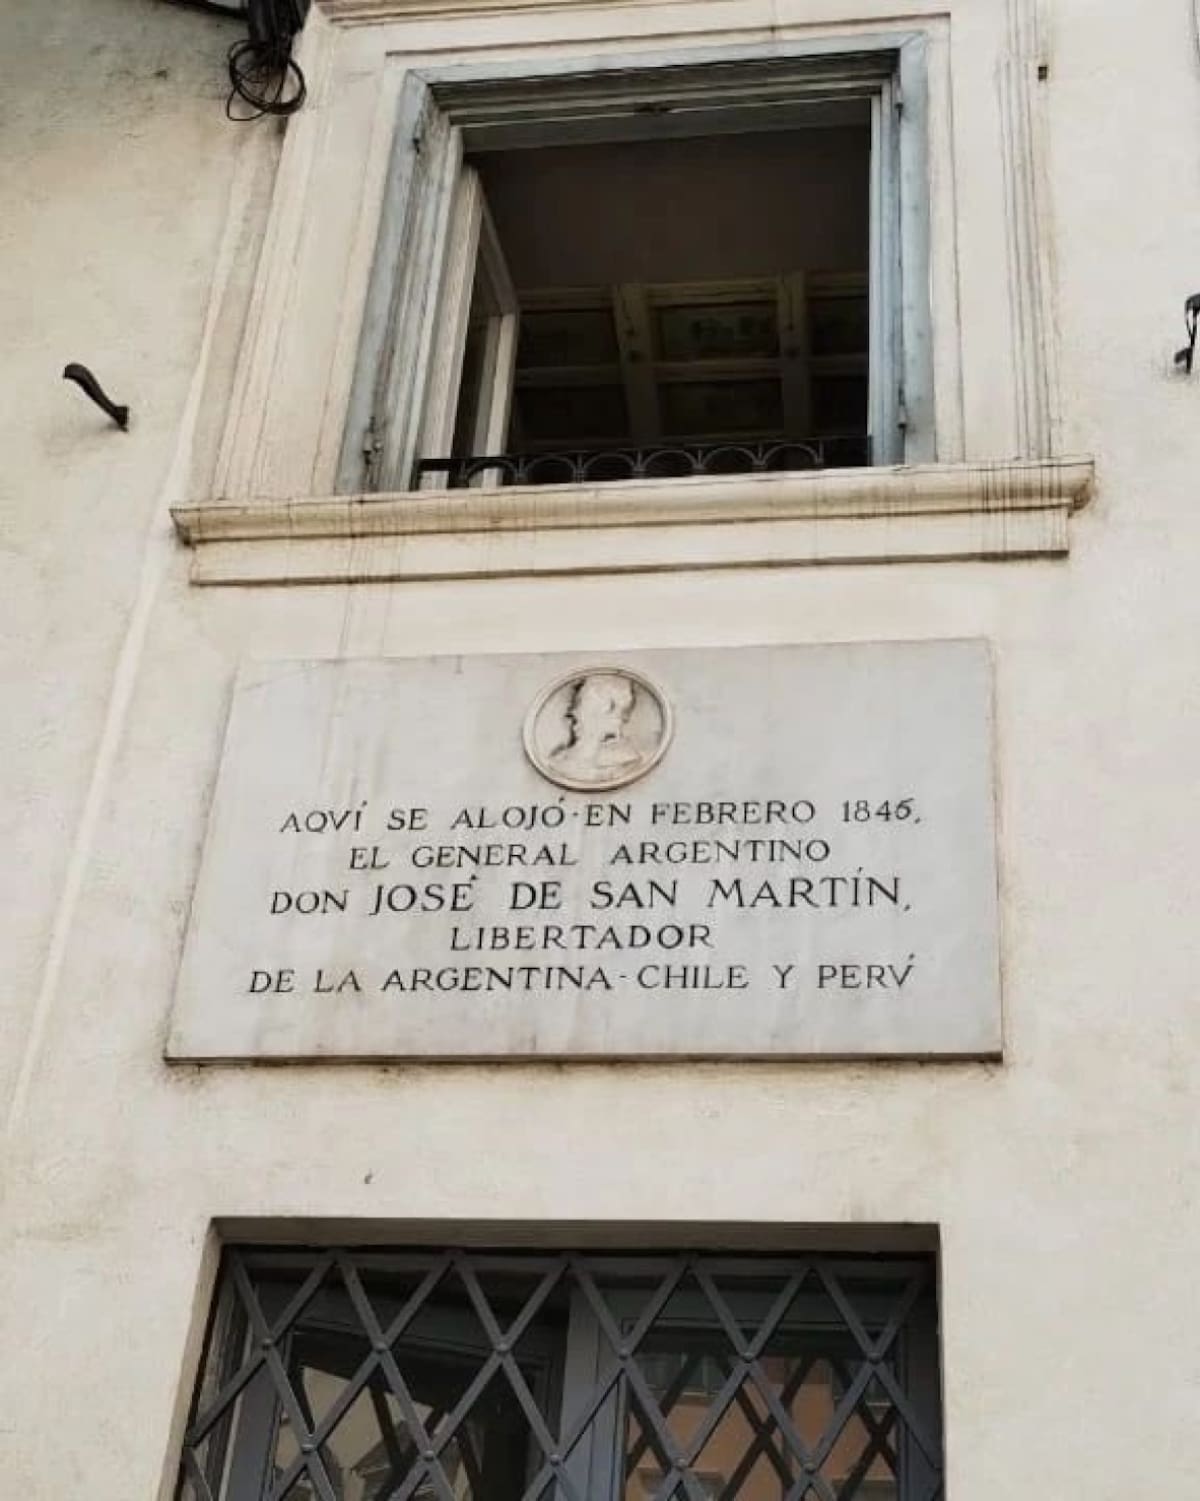 AQVÍ SE ALOJÓ·EN FEBRERO 1846,
EL GENERAL ARGENTINO
DON JOSÉ DE SAN MARTÍN,
LIBERTADOR
DE LA ARGENTINA-CHILE Y PERV́